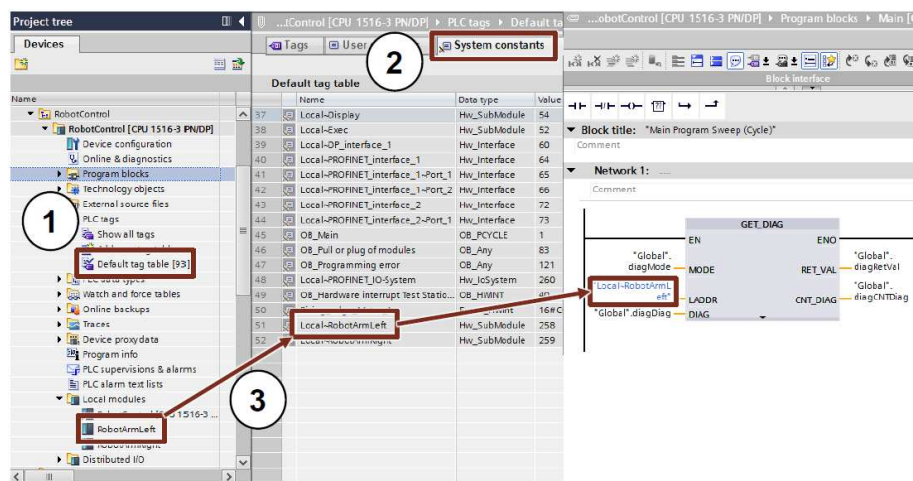 Project tree
Devices
Name
RobotControl
RobotControl [CPU 1516-3 PN/DP]
Device configuration
Online & diagnostics
Program blocks
Technology objects
External source files
PLC tags
Show all tags
Default tag table [93]
Watch and force tables
Online backups
Traces
Device proxy data
Program info
PLC supervisions & alarms
PLC alarm text lists
Local modules
RobotArmLeft
Distributed I/O
1
2
3
...tControl [CPU 1516-3 PN/DP] ▸ PLC tags ▸ Default ta
Tags
User
System constants
Default tag table
Name Data type Value
37 Local~Display Hw_SubModule 54
38 Local~Exec Hw_SubModule 52
39 Local~DP_interface_1 Hw_Interface 60
40 Local~PROFINET_interface_1 Hw_Interface 64
41 Local~PROFINET_interface_1~Port_1 Hw_Interface 65
42 Local~PROFINET_interface_1~Port_2 Hw_Interface 66
43 Local~PROFINET_interface_2 Hw_Interface 72
44 Local~PROFINET_interface_2~Port_1 Hw_Interface 73
45 OB_Main OB_PCYCLE 1
46 OB_Pull or plug of modules OB_Any 83
47 OB_Programming error OB_Any 121
48 Local~PROFINET_IO-System Hw_IoSystem 260
49 OB_Hardware interrupt Test Statio... OB_HWINT 40
50 16#C
51 Local~RobotArmLeft Hw_SubModule 258
52 Local~RobotArmRight Hw_SubModule 259
...obotControl [CPU 1516-3 PN/DP] ▸ Program blocks ▸ Main [
Block interface
Block title: "Main Program Sweep (Cycle)"
Comment
Network 1: .....
Comment
GET_DIAG
EN ENO
"Global".
diagMode MODE
RET_VAL "Global".
diagRetVal
"Local~RobotArmL
eft" LADDR
CNT_DIAG "Global".
diagCNTDiag
"Global".diagDiag DIAG